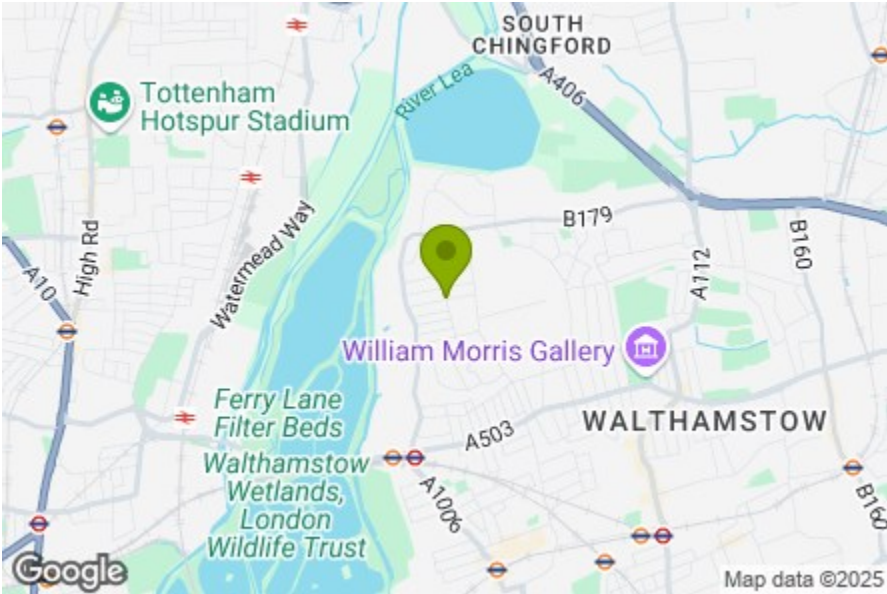 SOUTH
CHINGFORD
Tottenham
Hotspur Stadium
River Lea
A406
High Rd
Watermead Way
B179
A10
A112
B160
William Morris Gallery
Ferry Lane
Filter Beds
A503
WALTHAMSTOW
Walthamstow
Wetlands,
London
Wildlife Trust
A1006
B160
Google
Map data ©2025